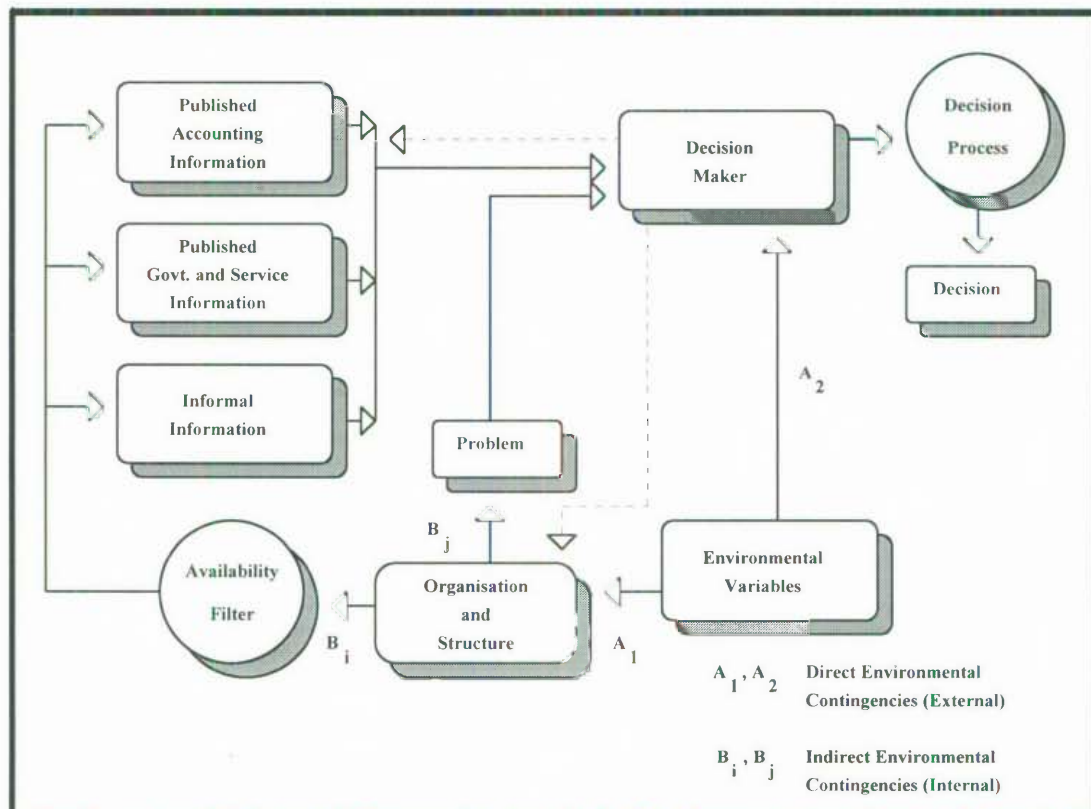 Published
Accounting
Information
Decision
Maker
Decision
Process
Published
Govt. and Service
Information
Decision
A2
Informal
Information
Problem
Bj
Availability
Filter
Organisation
and
Structure
Environmental
Variables
Bi
A1
A1, A2 Direct Environmental
Contingencies (External)
Bi, Bj Indirect Environmental
Contingencies (Internal)